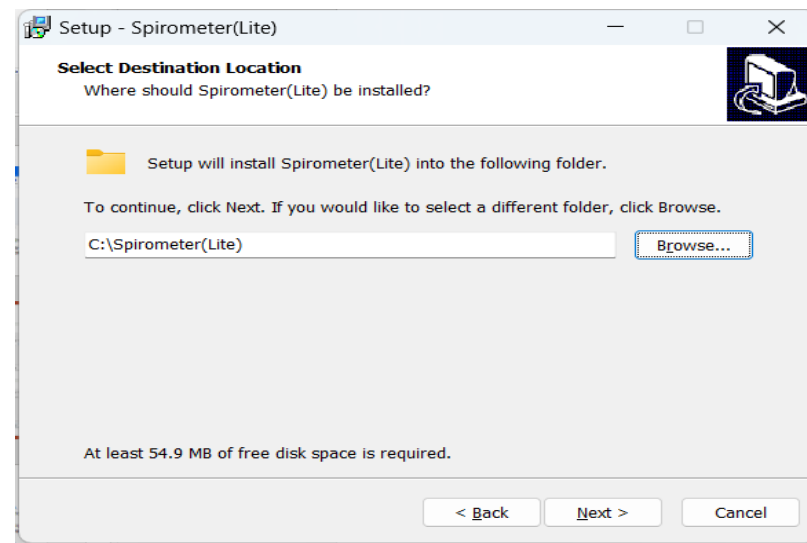 Setup - Spirometer(Lite)
Select Destination Location
Where should Spirometer(Lite) be installed?
Setup will install Spirometer(Lite) into the following folder.
To continue, click Next. If you would like to select a different folder, click Browse.
C:\Spirometer(Lite)
Browse...
At least 54.9 MB of free disk space is required.
< Back
Next >
Cancel